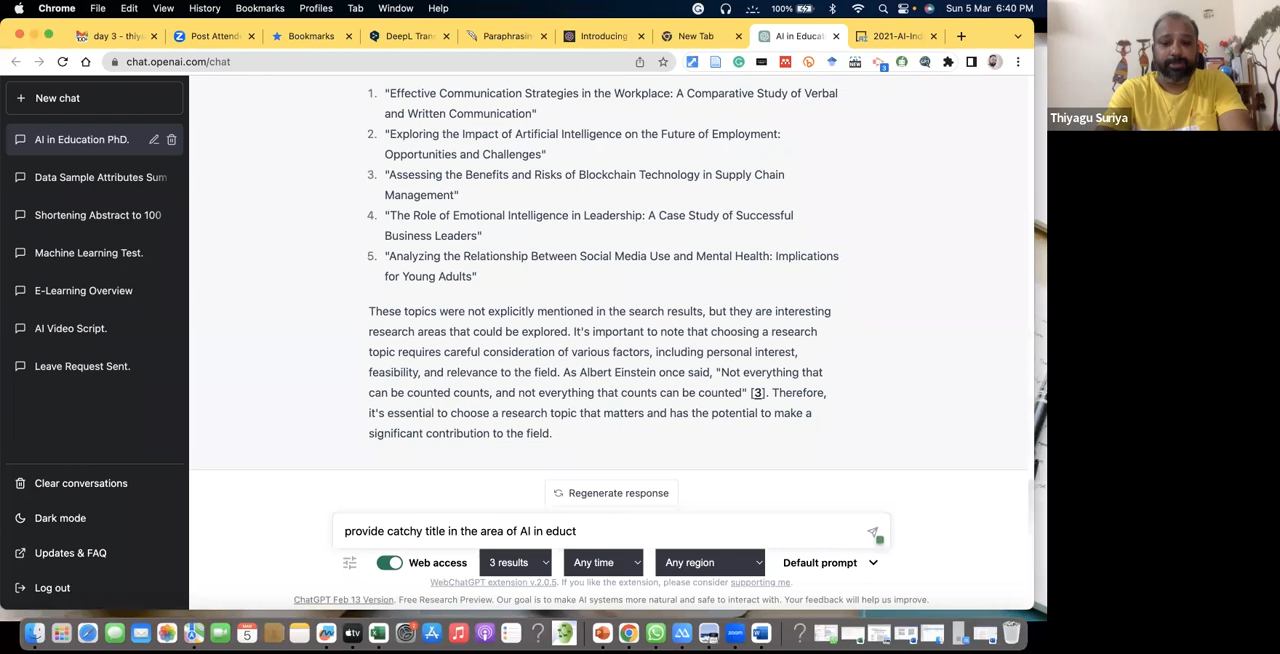 Chrome File Edit View History Bookmarks Profiles Tab Window Help 100% Sun 5 Mar 6:40 PM
day 3 - thiy Post Attend Bookmarks DeepL Tran Paraphrasin Introducing New Tab AI in Educat 2021-AI-Ind
chat.openai.com/chat
Thiyagu Suriya
New chat
AI in Education PhD.
Data Sample Attributes Sum
Shortening Abstract to 100
Machine Learning Test.
E-Learning Overview
AI Video Script.
Leave Request Sent.
Clear conversations
Dark mode
Updates & FAQ
Log out
1. "Effective Communication Strategies in the Workplace: A Comparative Study of Verbal
and Written Communication"
2. "Exploring the Impact of Artificial Intelligence on the Future of Employment:
Opportunities and Challenges"
3. "Assessing the Benefits and Risks of Blockchain Technology in Supply Chain
Management"
4. "The Role of Emotional Intelligence in Leadership: A Case Study of Successful
Business Leaders"
5. "Analyzing the Relationship Between Social Media Use and Mental Health: Implications
for Young Adults"
These topics were not explicitly mentioned in the search results, but they are interesting
research areas that could be explored. It's important to note that choosing a research
topic requires careful consideration of various factors, including personal interest,
feasibility, and relevance to the field. As Albert Einstein once said, "Not everything that
can be counted counts, and not everything that counts can be counted" [3]. Therefore,
it's essential to choose a research topic that matters and has the potential to make a
significant contribution to the field.
Regenerate response
provide catchy title in the area of AI in educt
Web access 3 results Any time Any region Default prompt
WebChatGPT extension v.2.0.5. If you like the extension, please consider supporting me.
ChatGPT Feb 13 Version. Free Research Preview. Our goal is to make AI systems more natural and safe to interact with. Your feedback will help us improve.